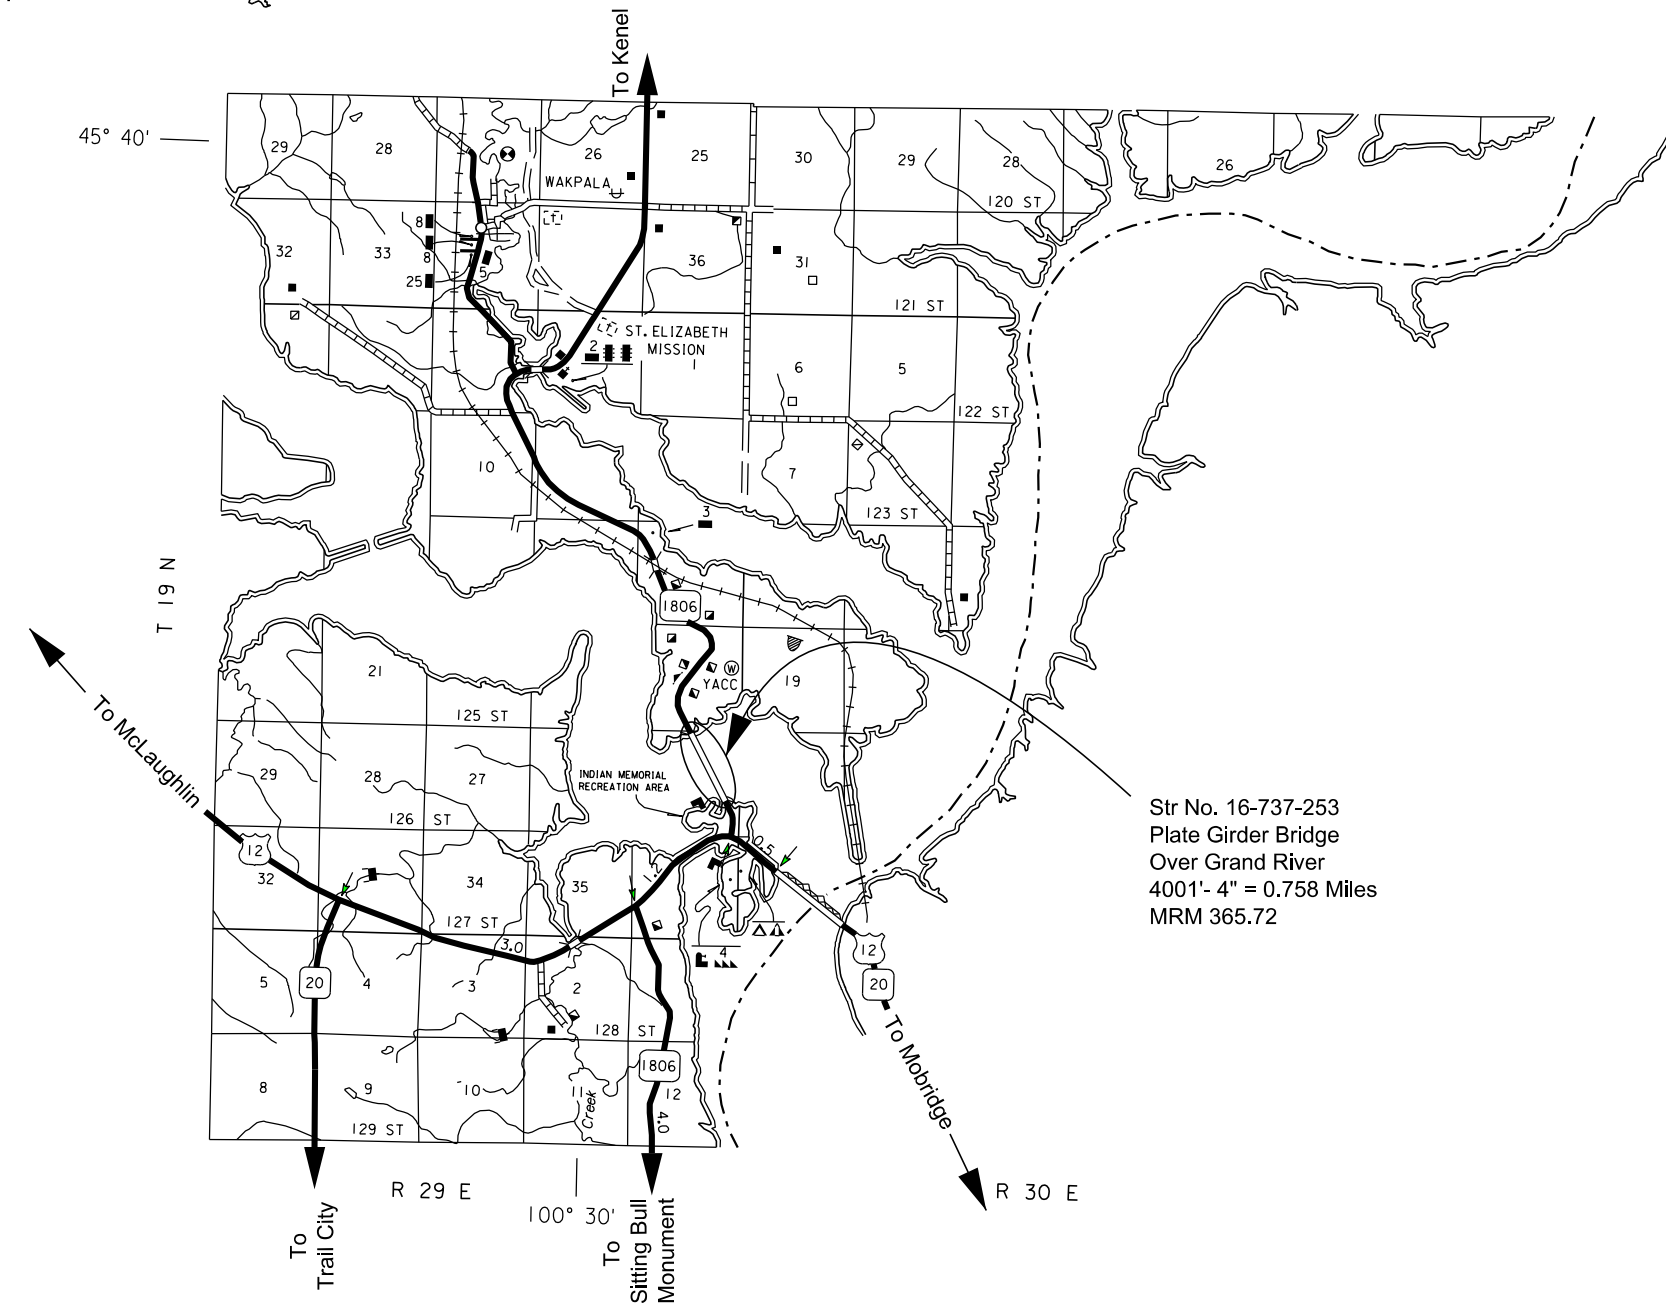 To Kenel
45° 40'
29
28
26
25
30
29
28
26
WAKPALA
120 ST
8
32
33
8
5
25
36
31
121 ST
ST. ELIZABETH
MISSION
2
1
6
5
122 ST
10
7
3
123 ST
T 19 N
1806
W
YACC
19
21
125 ST
To McLaughlin
29
28
27
INDIAN MEMORIAL
RECREATION AREA
126 ST
Str No. 16-737-253
Plate Girder Bridge
Over Grand River
4001'- 4" = 0.758 Miles
MRM 365.72
12
0.5
1.2
32
34
35
127 ST
3.0
4
12
20
5
20
4
3
2
128 ST
To Mobridge
1806
8
9
10
11
12
Creek
4.0
129 ST
R 29 E
R 30 E
100° 30'
To
Trail City
To
Sitting Bull
Monument